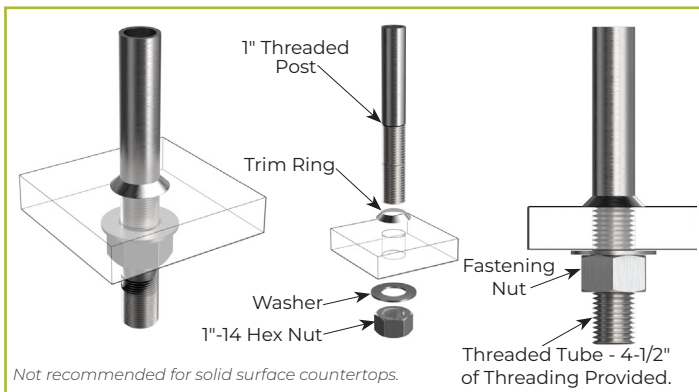 1" Threaded
Post
Trim Ring
Washer
1"-14 Hex Nut
Fastening
Nut
Threaded Tube - 4-1/2"
of Threading Provided.
Not recommended for solid surface countertops.